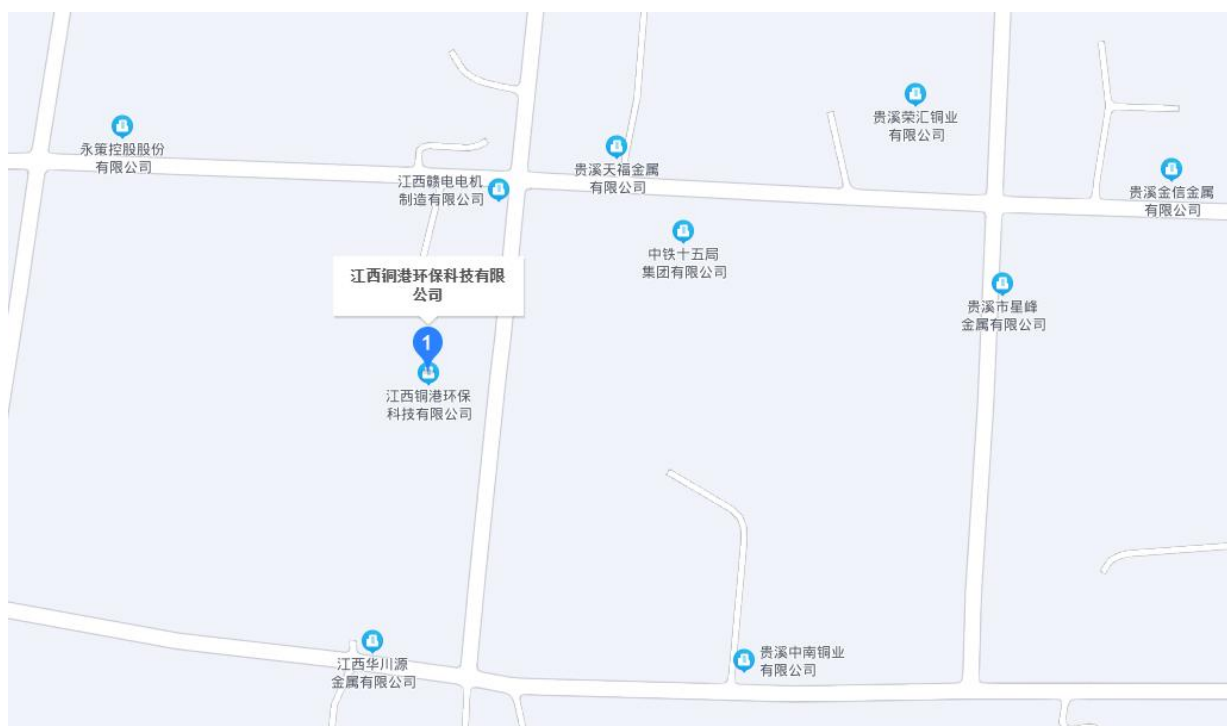 贵溪荣汇铜业
有限公司
永策控股股份
有限公司
贵溪天福金属
有限公司
江西赣电电机
制造有限公司
贵溪金信金属
有限公司
中铁十五局
集团有限公司
江西铜港环保科技有限
公司
贵溪市星峰
金属有限公司
1
江西铜港环保
科技有限公司
江西华川源
金属有限公司
贵溪中南铜业
有限公司